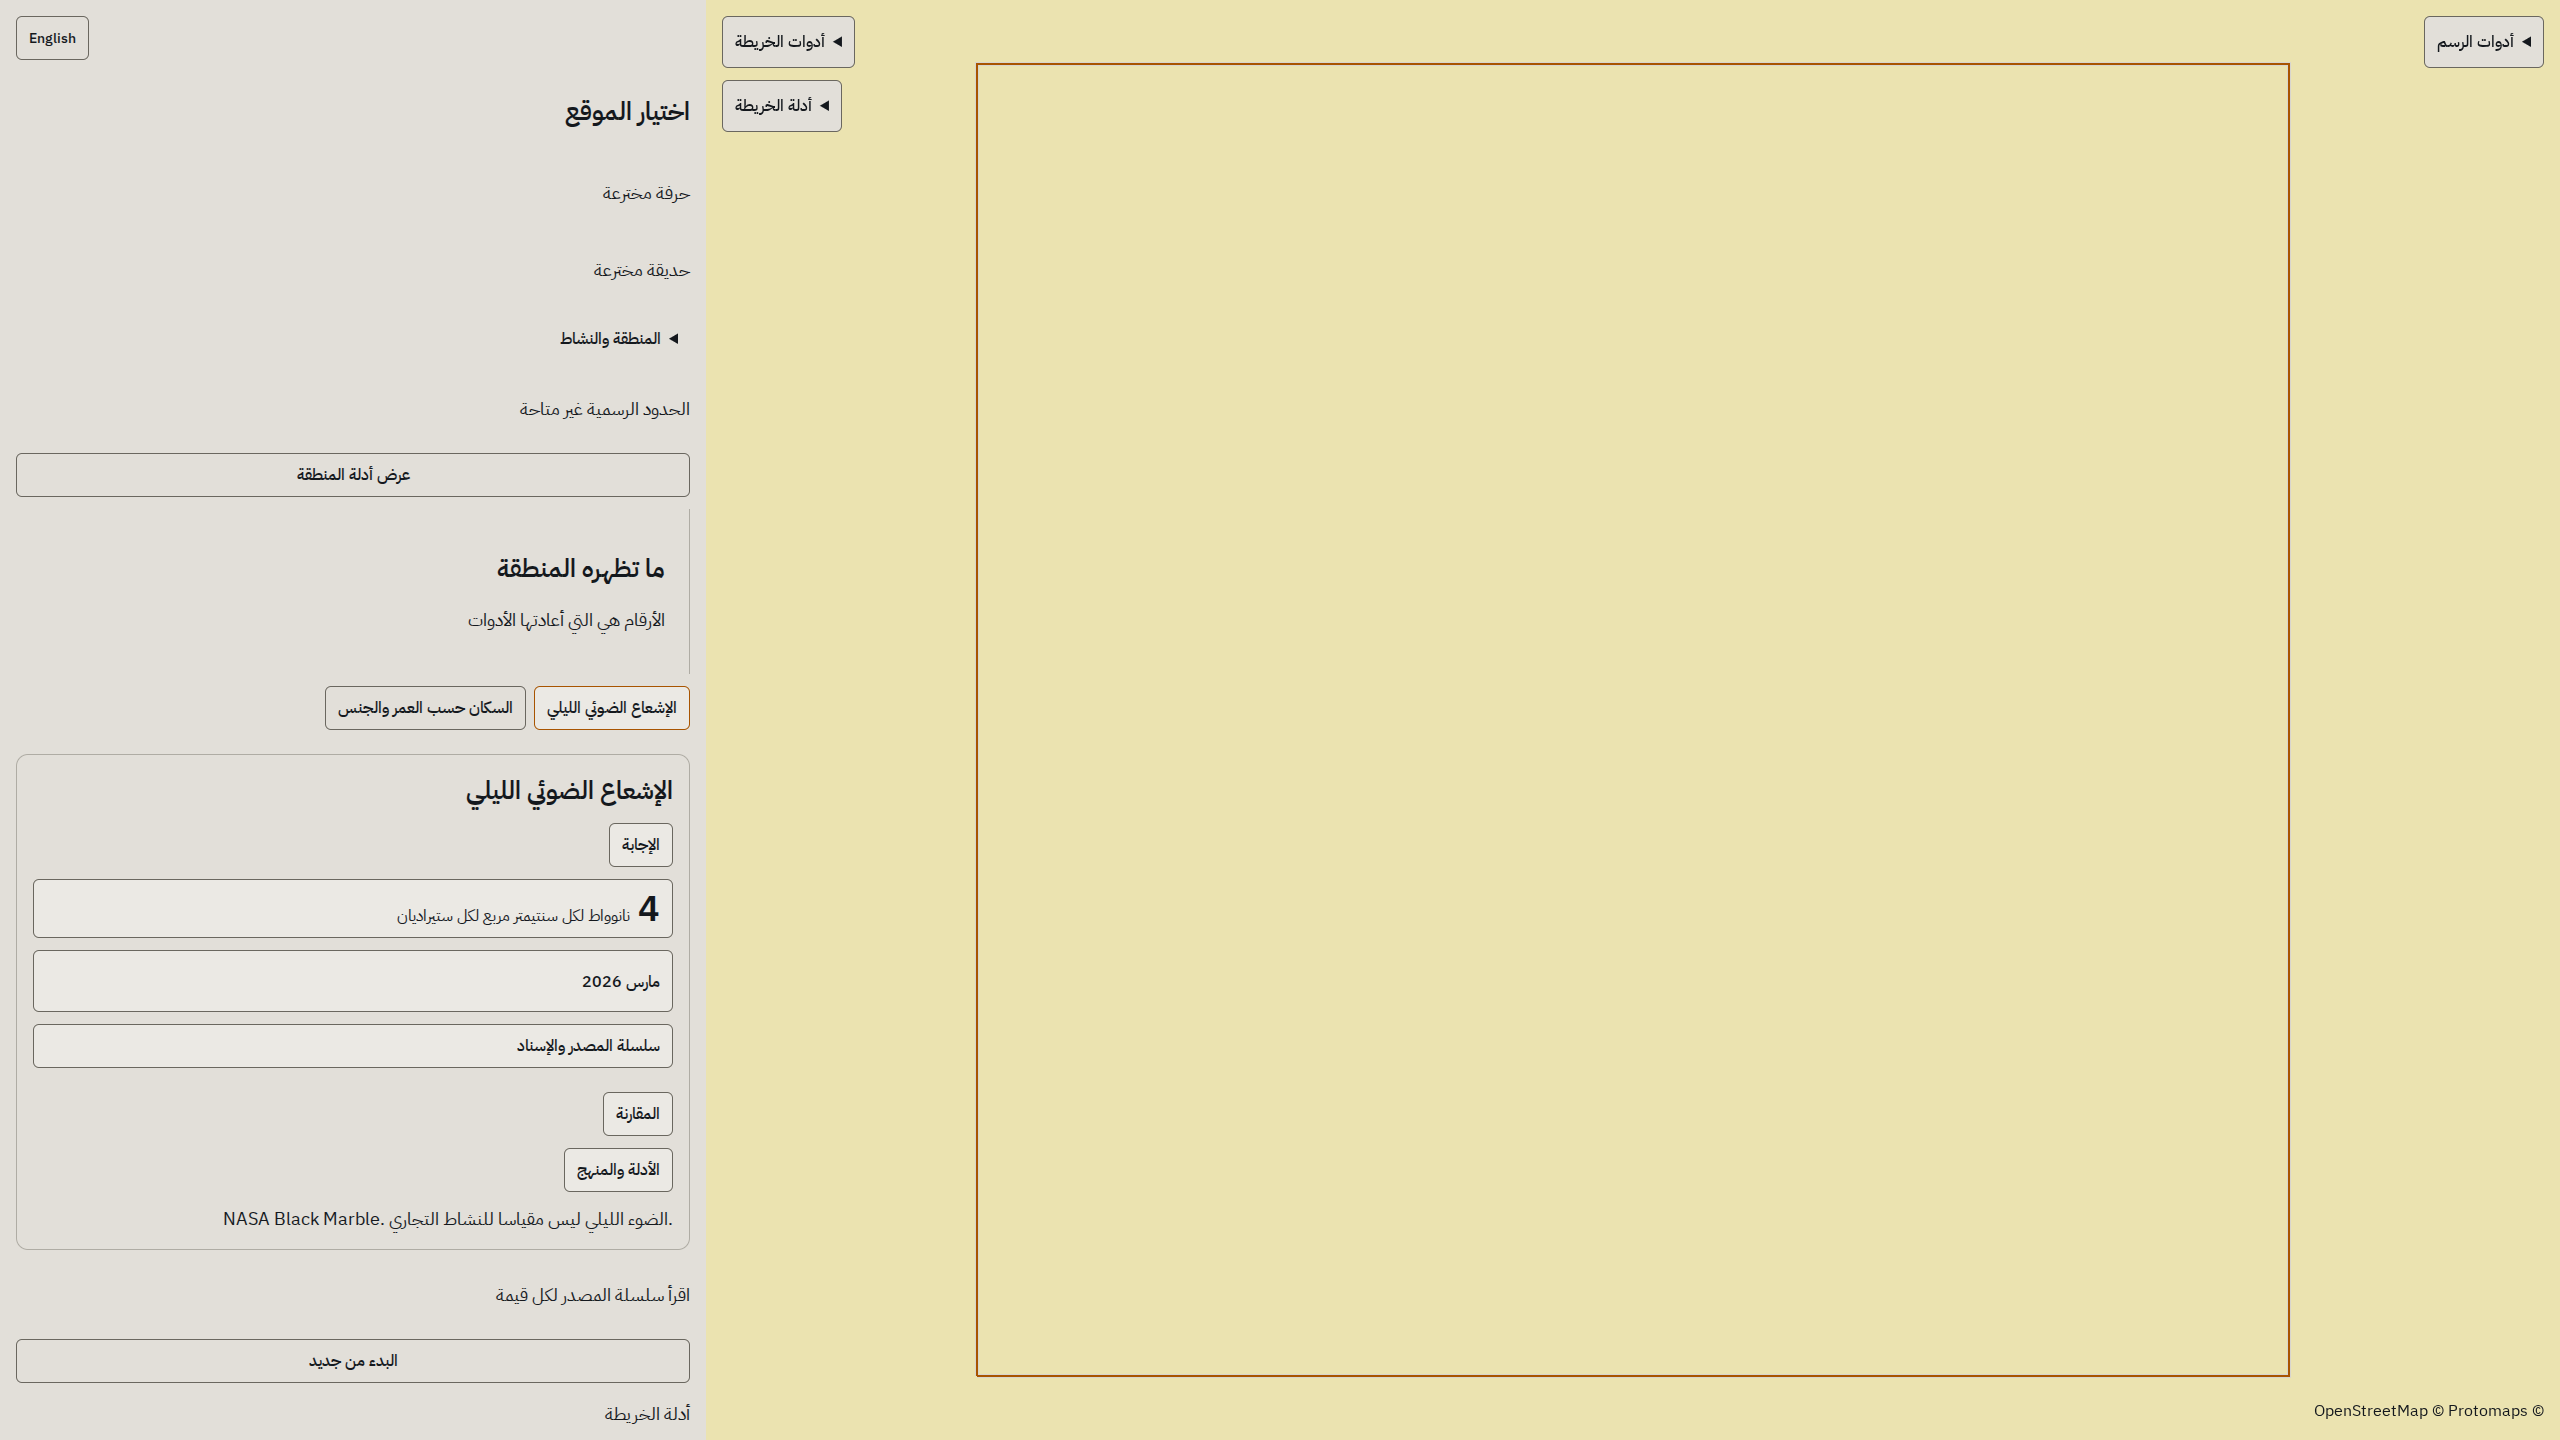 English
اختيار الموقع
حرفة مخترعة
حديقة مخترعة
المنطقة والنشاط
الحدود الرسمية غير متاحة
عرض أدلة المنطقة
ما تظهره المنطقة
الأرقام هي التي أعادتها الأدوات
الإشعاع الضوئي الليلي
السكان حسب العمر والجنس
الإشعاع الضوئي الليلي
الإجابة
4 نانوواط لكل سنتيمتر مربع لكل ستيراديان
مارس 2026
سلسلة المصدر والإسناد
المقارنة
الأدلة والمنهج
.الضوء الليلي ليس مقياسا للنشاط التجاري .NASA Black Marble
اقرأ سلسلة المصدر لكل قيمة
البدء من جديد
أدلة الخريطة
أدوات الخريطة
أدلة الخريطة
أدوات الرسم
OpenStreetMap © Protomaps ©